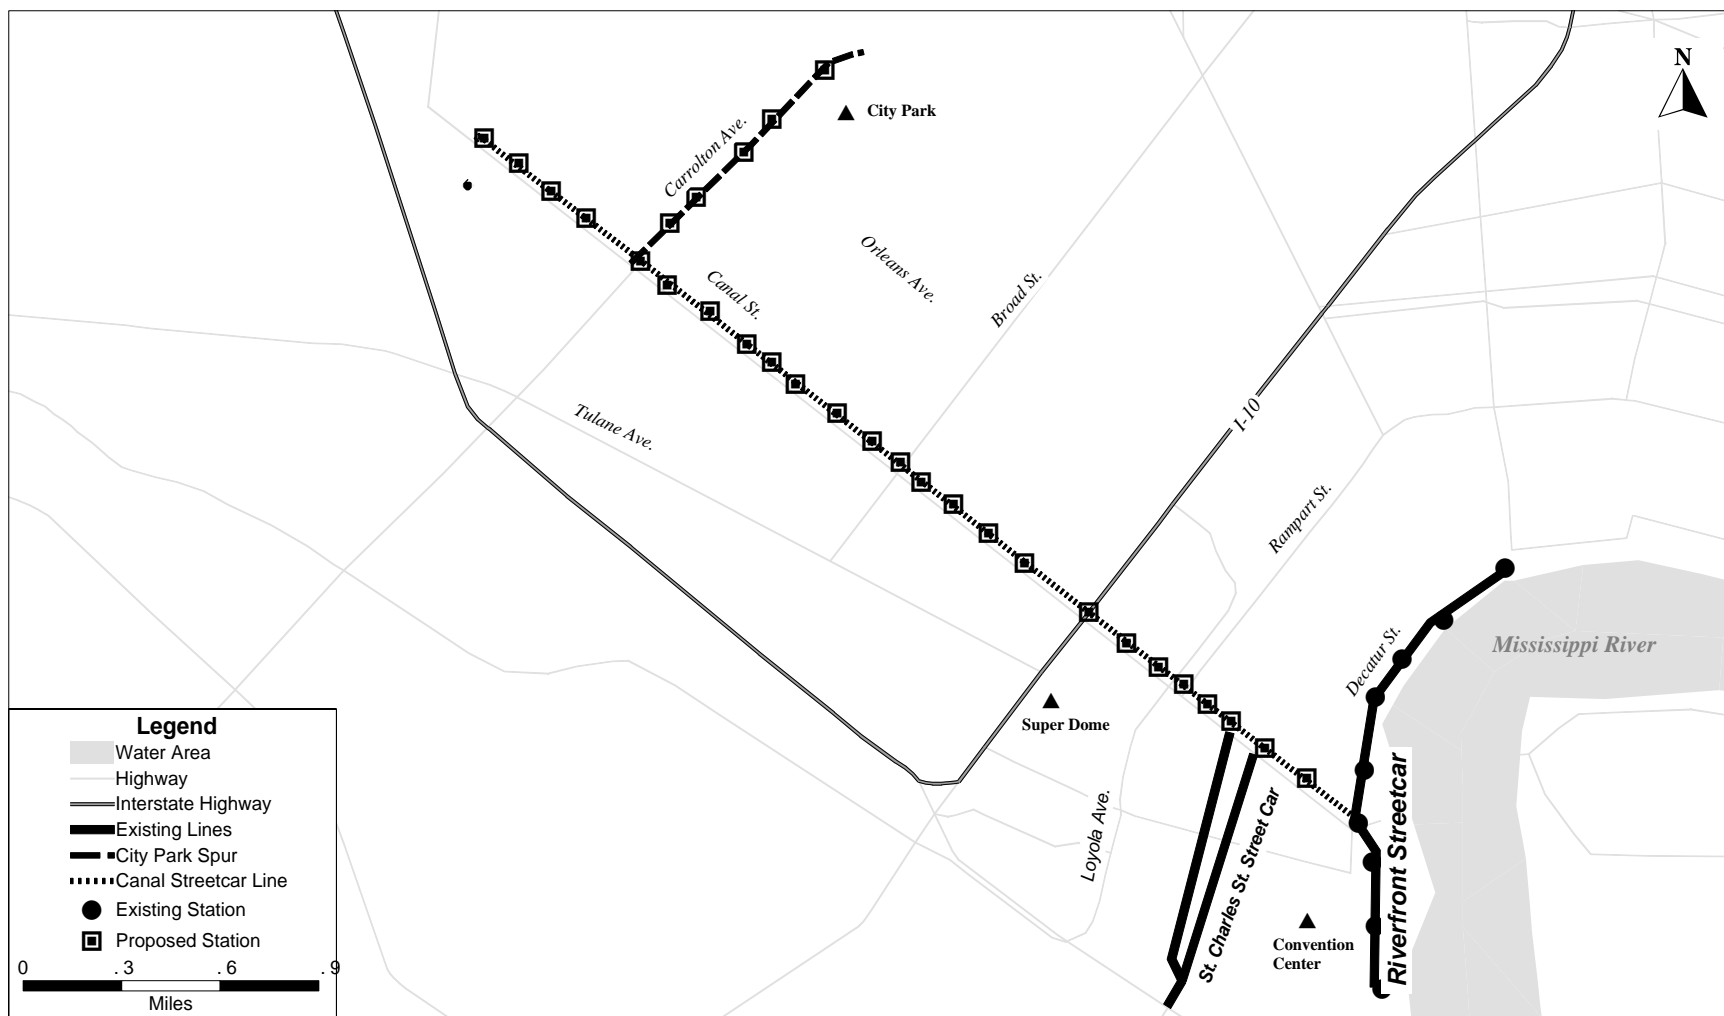 N
City Park
Carrolton Ave.
Orleans Ave.
Canal St.
Broad St.
Tulane Ave.
I-10
Rampart St.
Mississippi River
Decatur St.
Super Dome
Loyola Ave.
St. Charles St. Street Car
Riverfront Streetcar
Convention
Center
Legend
Water Area
Highway
Interstate Highway
Existing Lines
City Park Spur
Canal Streetcar Line
Existing Station
Proposed Station
0 .3 .6 .9
Miles